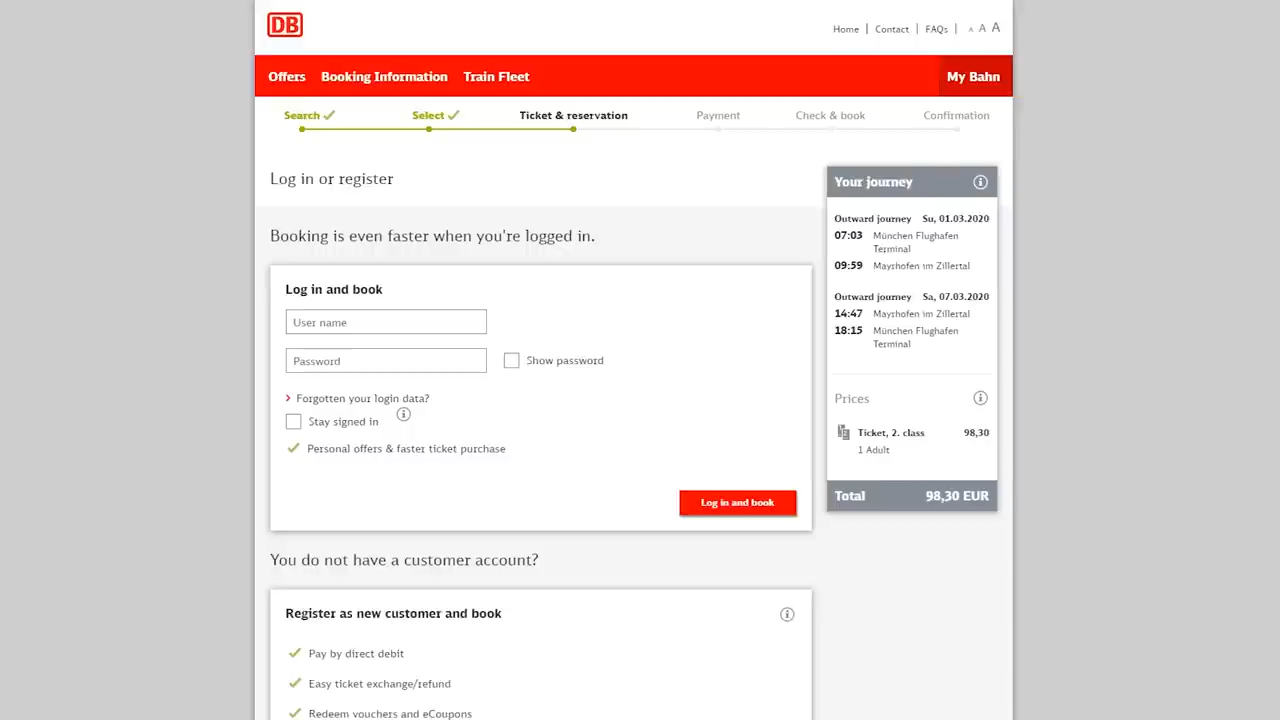 DB
Home | Contact | FAQs | A A A
Offers Booking Information Train Fleet My Bahn
Search Select Ticket & reservation Payment Check & book Confirmation
Log in or register
Booking is even faster when you're logged in.
Log in and book
User name
Password
Show password
Forgotten your login data?
Stay signed in
Personal offers & faster ticket purchase
Log in and book
You do not have a customer account?
Register as new customer and book
Pay by direct debit
Easy ticket exchange/refund
Redeem vouchers and eCoupons
Your journey
Outward journey Su, 01.03.2020
07:03 München Flughafen
Terminal
09:59 Mayrhofen im Zillertal
Outward journey Sa, 07.03.2020
14:47 Mayrhofen im Zillertal
18:15 München Flughafen
Terminal
Prices
Ticket, 2. class 98,30
1 Adult
Total 98,30 EUR